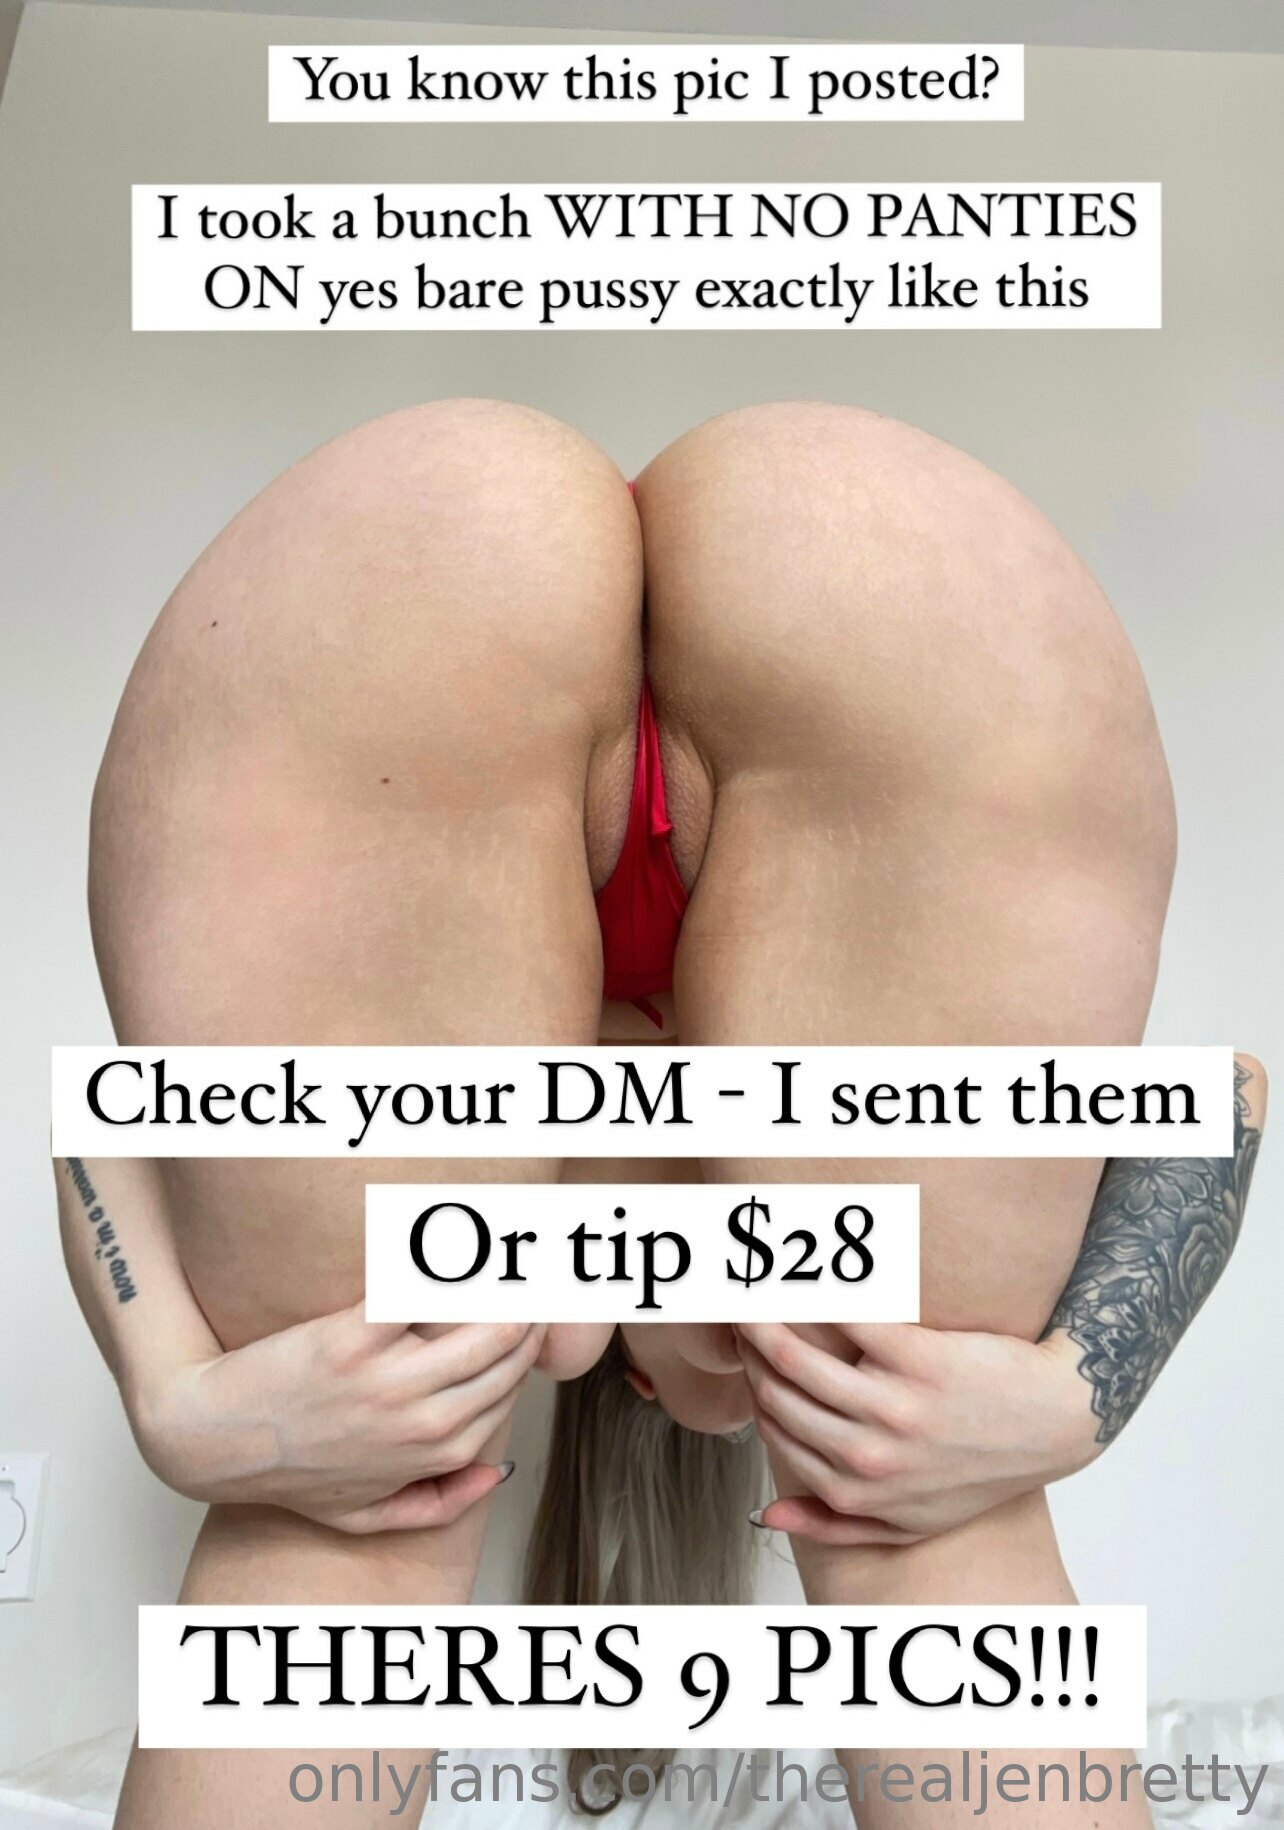 You know this pic I posted?
I took a bunch WITH NO PANTIES
ON yes bare pussy exactly like this
Check your DM - I sent them
Or tip $28
THERES 9 PICS!!!
onlyfans.com/therealjenbretty